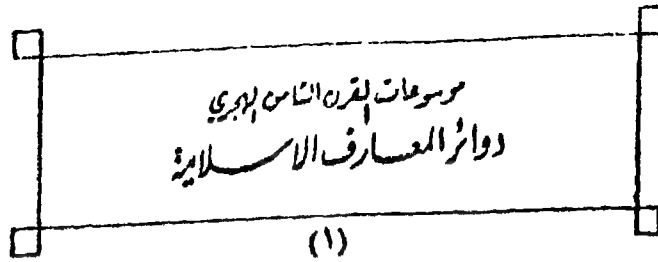 موسوعات القرن الثامن الهجري
دوائر المعارف الاسلامية
(١)